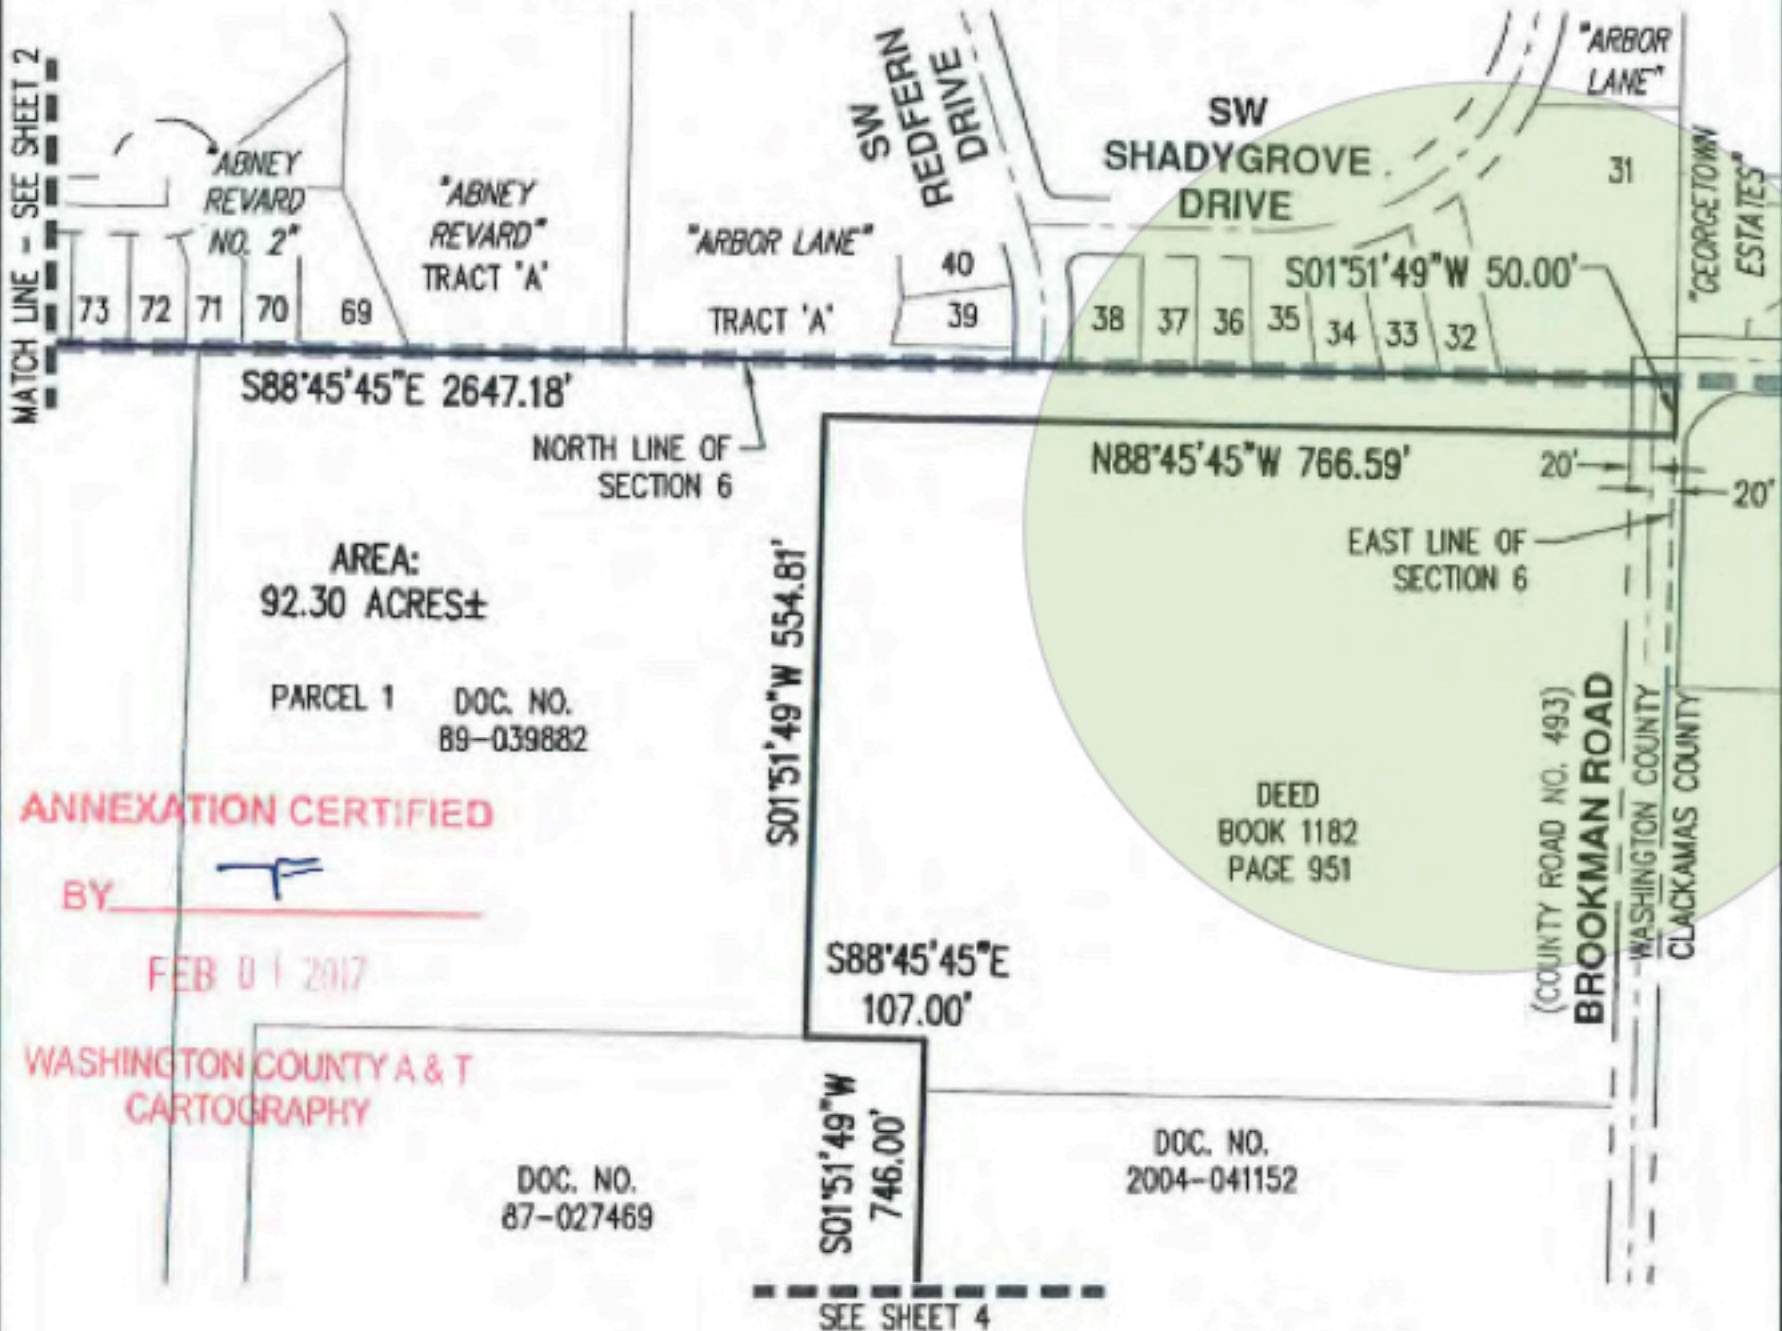 MATCH LINE - SEE SHEET 2
"ABNEY
REVARD
NO. 2"
"ABNEY
REVARD"
TRACT 'A'
"ARBOR LANE"
TRACT 'A'
SW
REDFERN
DRIVE
SW
SHADYGROVE
DRIVE
"ARBOR
LANE"
"GEORGETOWN
ESTATES"
31
40
39
73
72
71
70
69
38
37
36
35
34
33
32
S01°51'49"W 50.00'
S88°45'45"E 2647.18'
NORTH LINE OF
SECTION 6
N88°45'45"W 766.59'
20'
20'
EAST LINE OF
SECTION 6
AREA:
92.30 ACRES±
PARCEL 1
DOC. NO.
89-039882
S01°51'49"W 554.81'
ANNEXATION CERTIFIED
BY
FEB 01 2017
WASHINGTON COUNTY A & T
CARTOGRAPHY
DEED
BOOK 1182
PAGE 951
(COUNTY ROAD NO. 493)
BROOKMAN ROAD
WASHINGTON COUNTY
CLACKAMAS COUNTY
S88°45'45"E
107.00'
S01°51'49"W
746.00'
DOC. NO.
87-027469
DOC. NO.
2004-041152
SEE SHEET 4